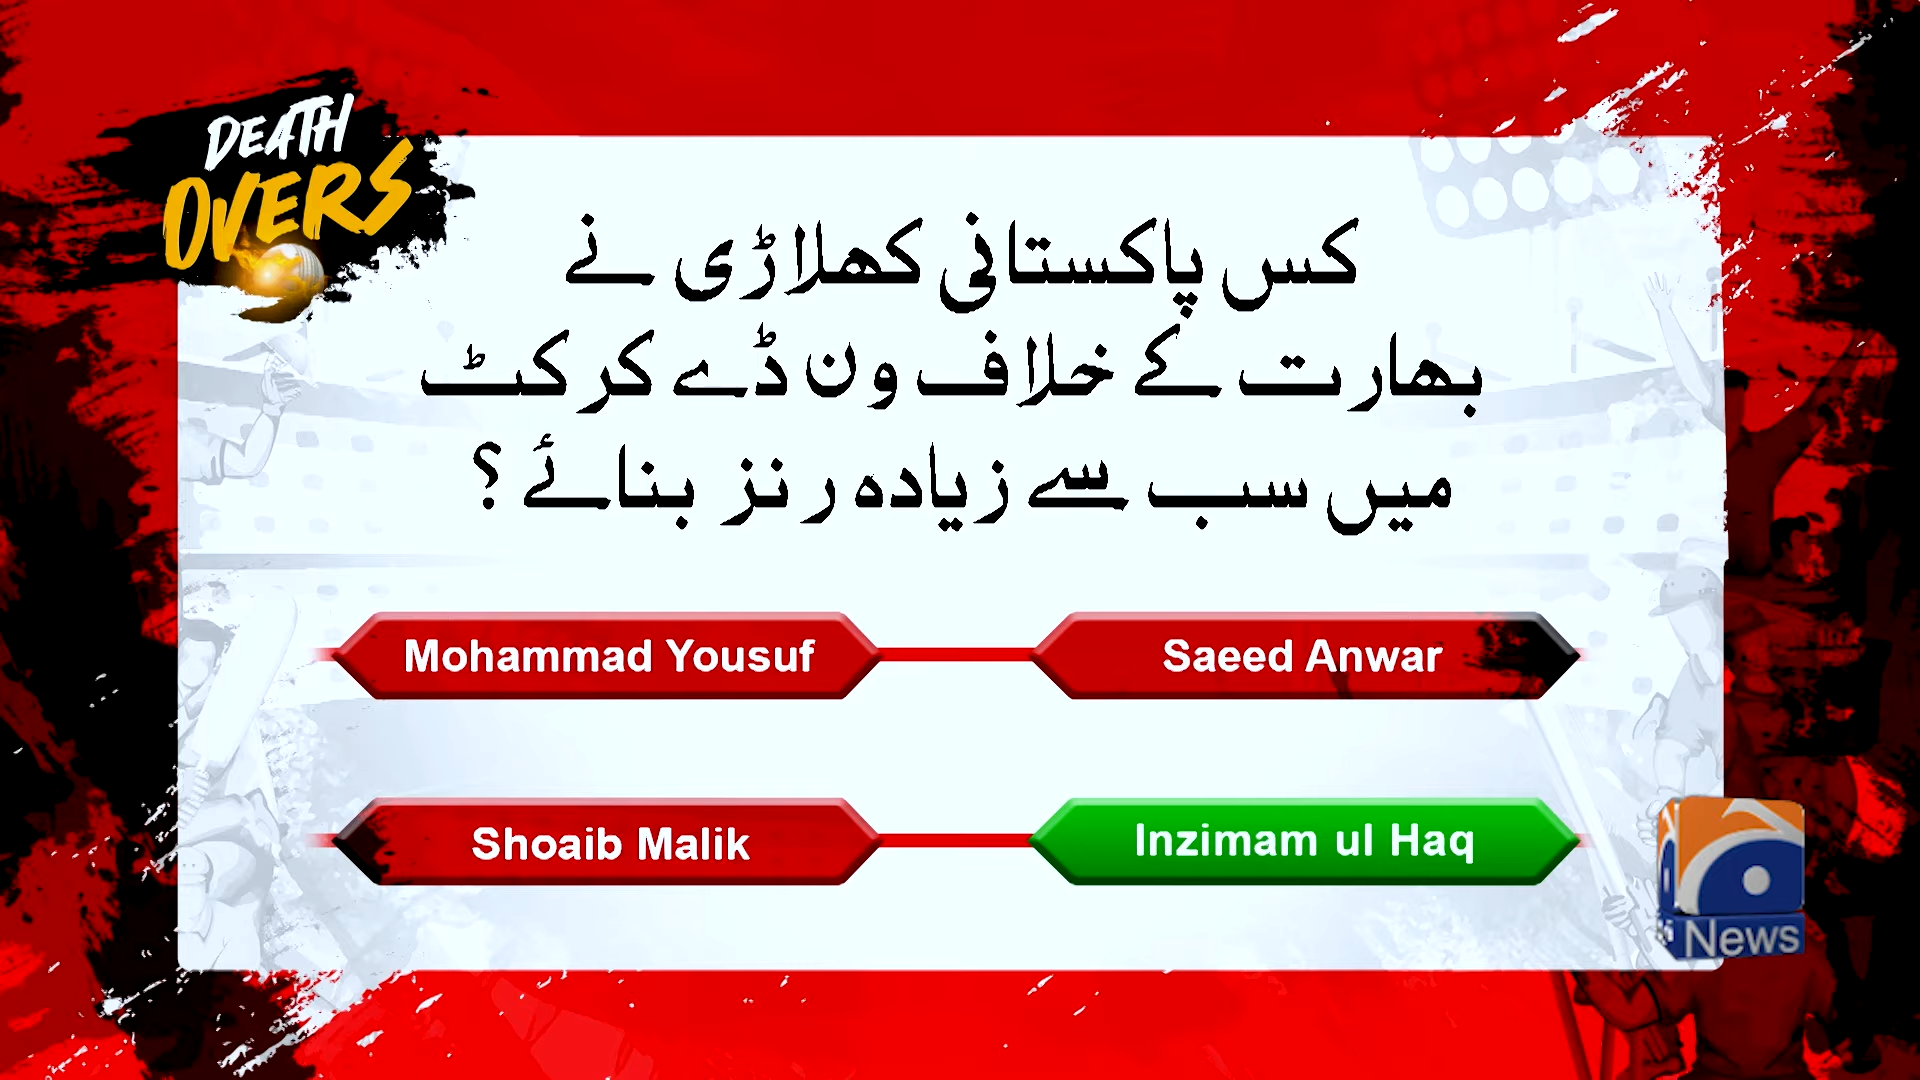 DEATH
OVERS
کس پاکستانی کھلاڑی نے
بھارت کے خلاف ون ڈے کرکٹ
میں سب سے زیادہ رنز بنائے ؟
Mohammad Yousuf
Saeed Anwar
Shoaib Malik
Inzimam ul Haq
News